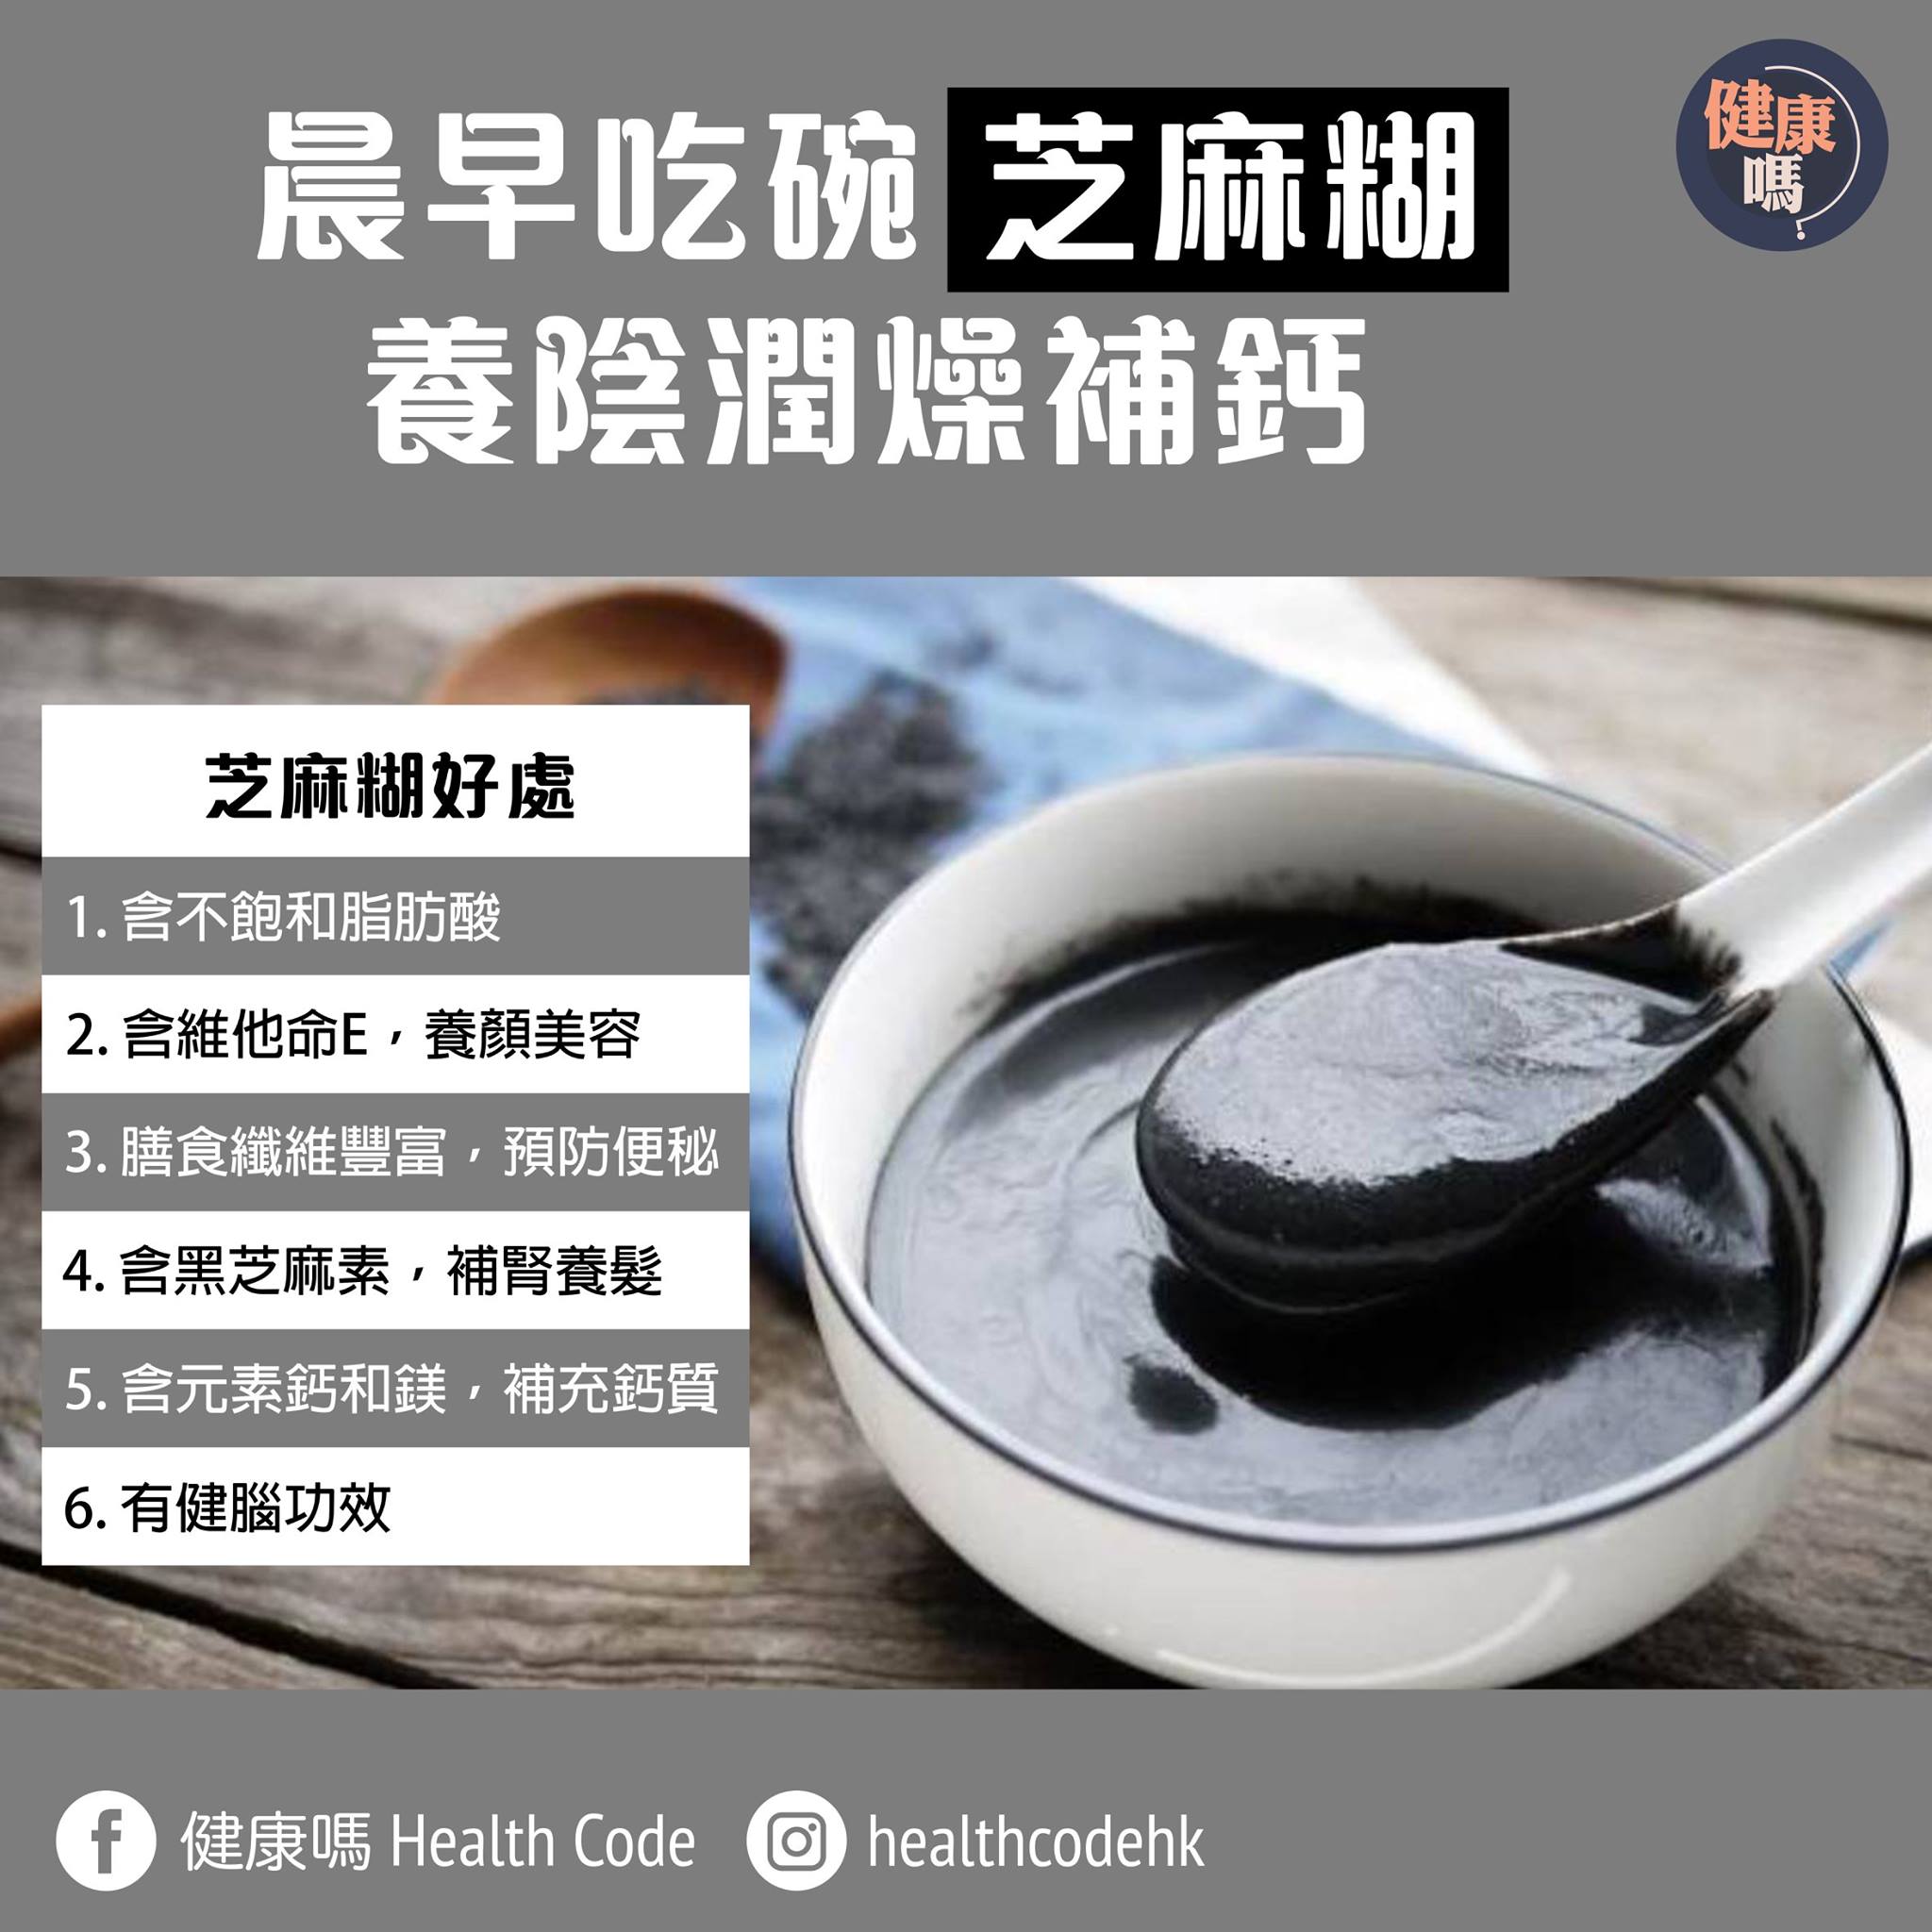 晨早吃碗 芝麻糊
養陰潤燥補鈣
健康
嗎?
芝麻糊好處
1. 含不飽和脂肪酸
2. 含維他命E，養顏美容
3. 膳食纖維豐富，預防便秘
4. 含黑芝麻素，補腎養髮
5. 含元素鈣和鎂，補充鈣質
6. 有健腦功效
健康嗎 Health Code
healthcodehk